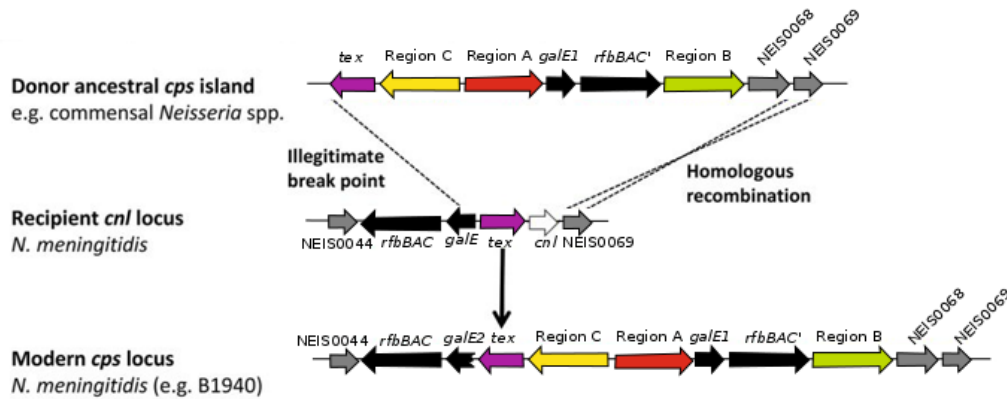 tex Region C Region A galE1 rfbBAC' Region B NEIS0068 NEIS0069
Donor ancestral cps island
e.g. commensal Neisseria spp.
Illegitimate
break point
Homologous
recombination
Recipient cnl locus
N. meningitidis
NEIS0044 rfbBAC galE tex cnl NEIS0069
NEIS0044 rfbBAC galE2 tex Region C Region A galE1 rfbBAC' Region B NEIS0068 NEIS0069
Modern cps locus
N. meningitidis (e.g. B1940)